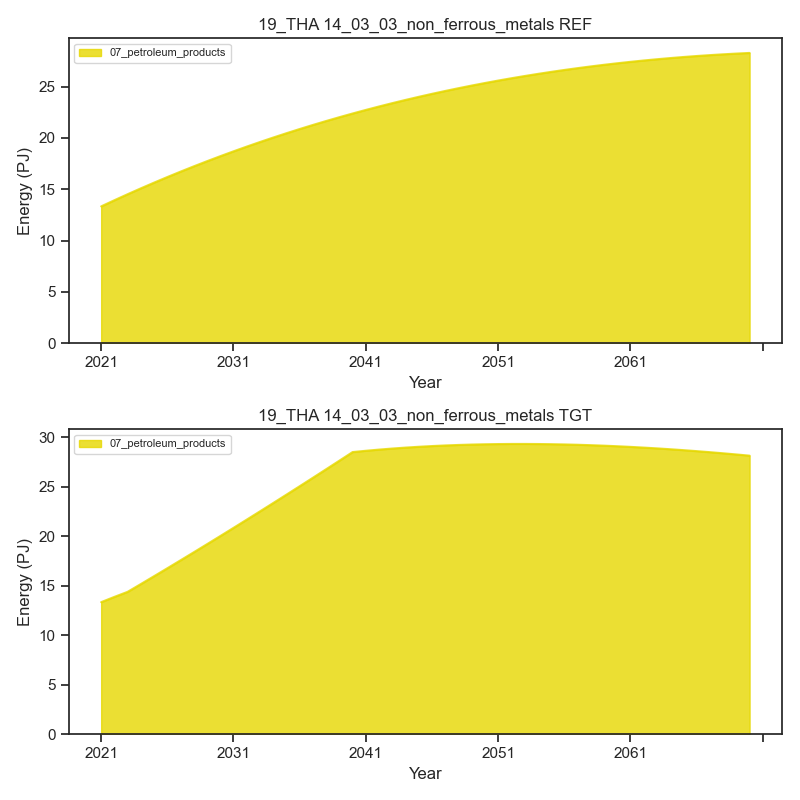 19_THA 14_03_03_non_ferrous_metals REF
07_petroleum_products
Energy (PJ)
25
20
15
10
5
0
2021 2031 2041 2051 2061
Year
19_THA 14_03_03_non_ferrous_metals TGT
07_petroleum_products
Energy (PJ)
30
25
20
15
10
5
0
2021 2031 2041 2051 2061
Year